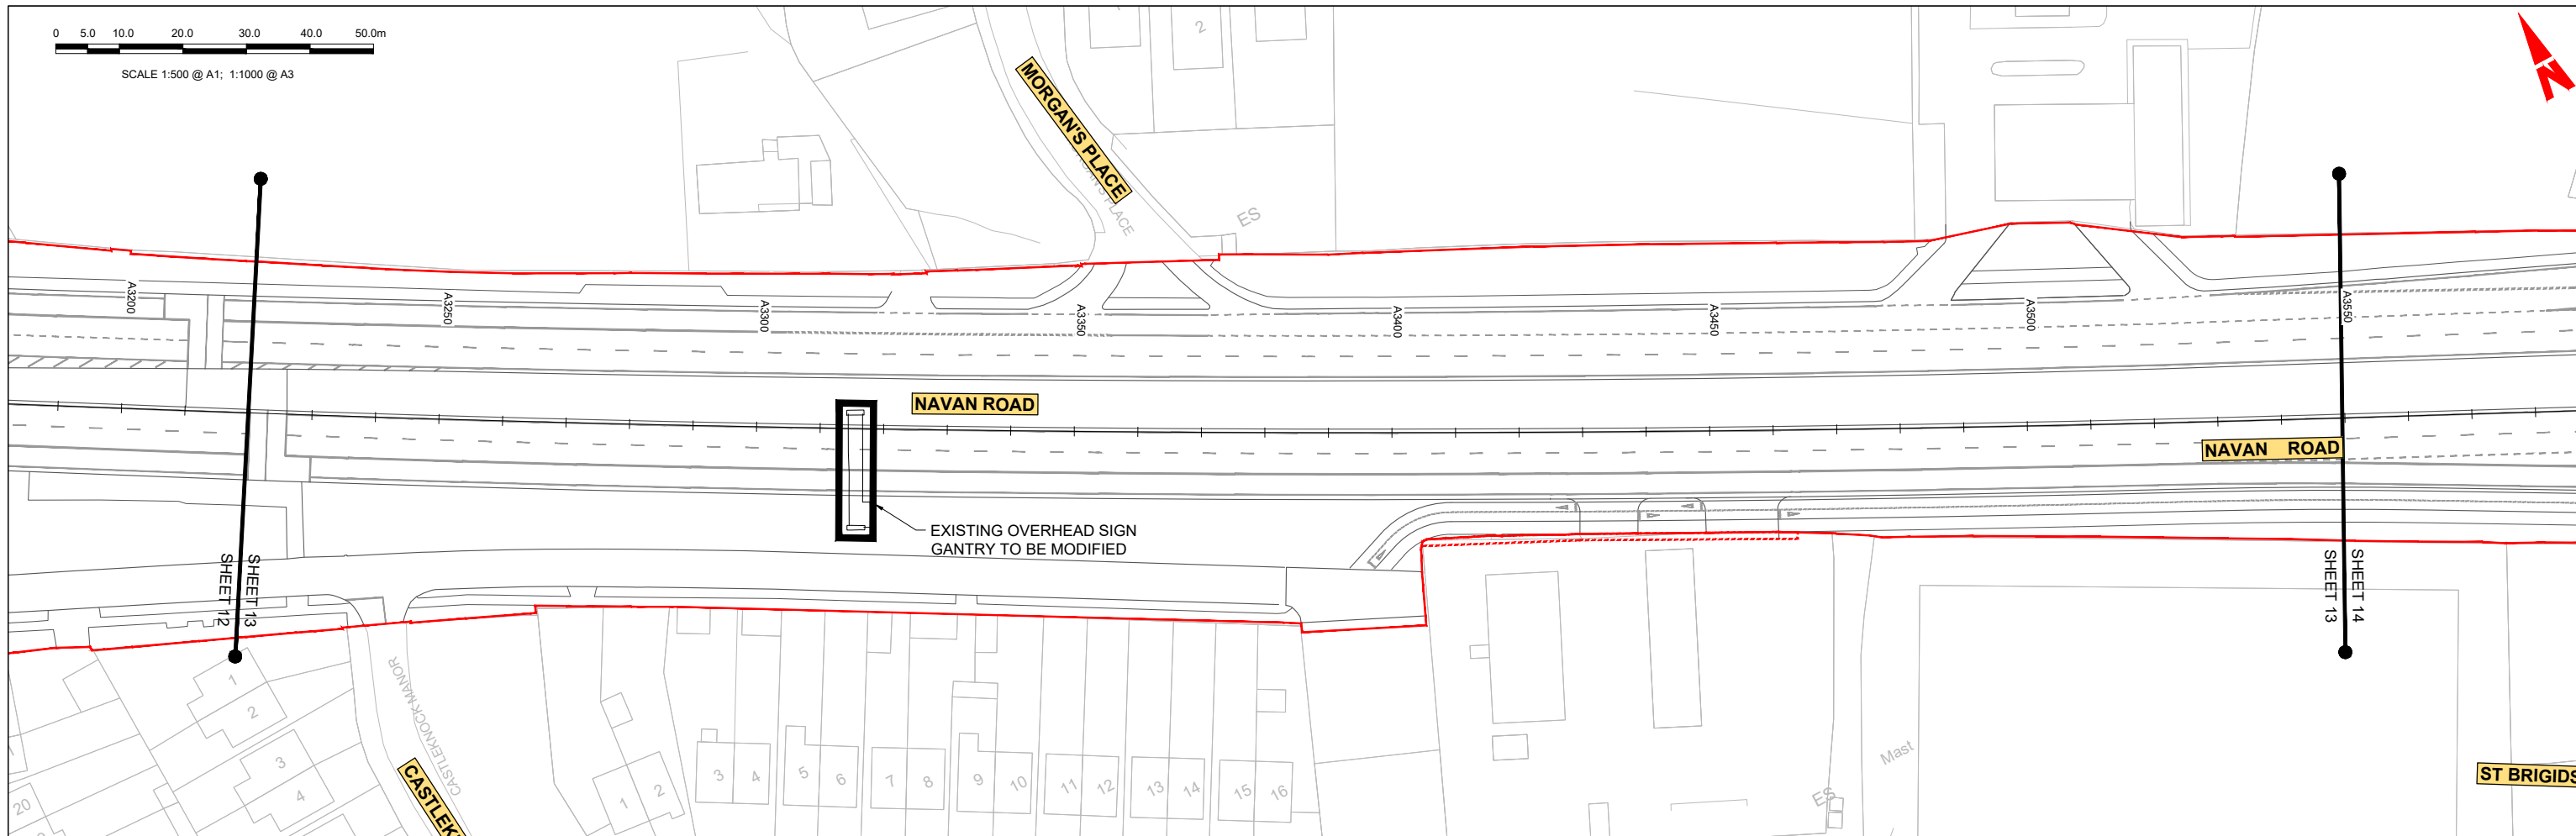 0 5.0 10.0 20.0 30.0 40.0 50.0m
SCALE 1:500 @ A1; 1:1000 @ A3
N
2
MORGAN'S PLACE
ES
A3200
A3250
A3300
A3350
A3400
A3450
A3500
A3550
NAVAN ROAD
NAVAN ROAD
EXISTING OVERHEAD SIGN
GANTRY TO BE MODIFIED
SHEET 12
SHEET 13
SHEET 13
SHEET 14
CASTLEKNOCK MANOR
CASTLEK
1
2
3
4
20
1
2
3
4
5
6
7
8
9
10
11
12
13
14
15
16
Mast
ES
ST BRIGIDS